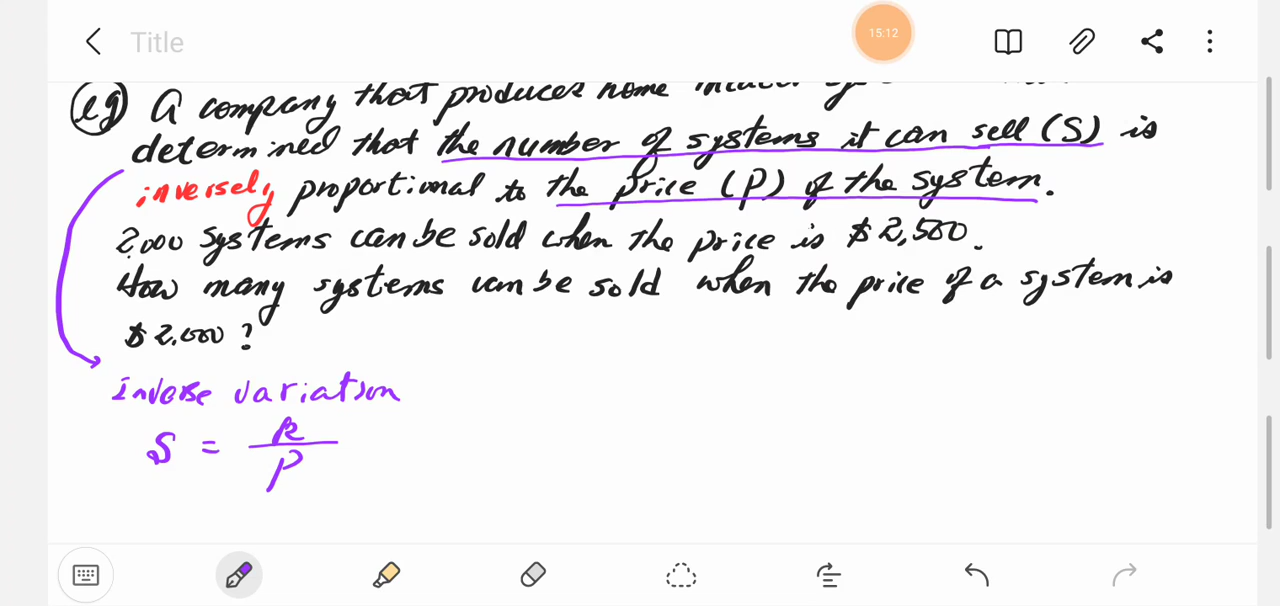 Title
15:12
eg A company that produces home
determined that the number of systems it can sell (S) is
inversely proportional to the price (P) of the system.
2,000 systems can be sold when the price is $2,500.
How many systems can be sold when the price of a system is
$2,000?
Inverse variation
S = k
P